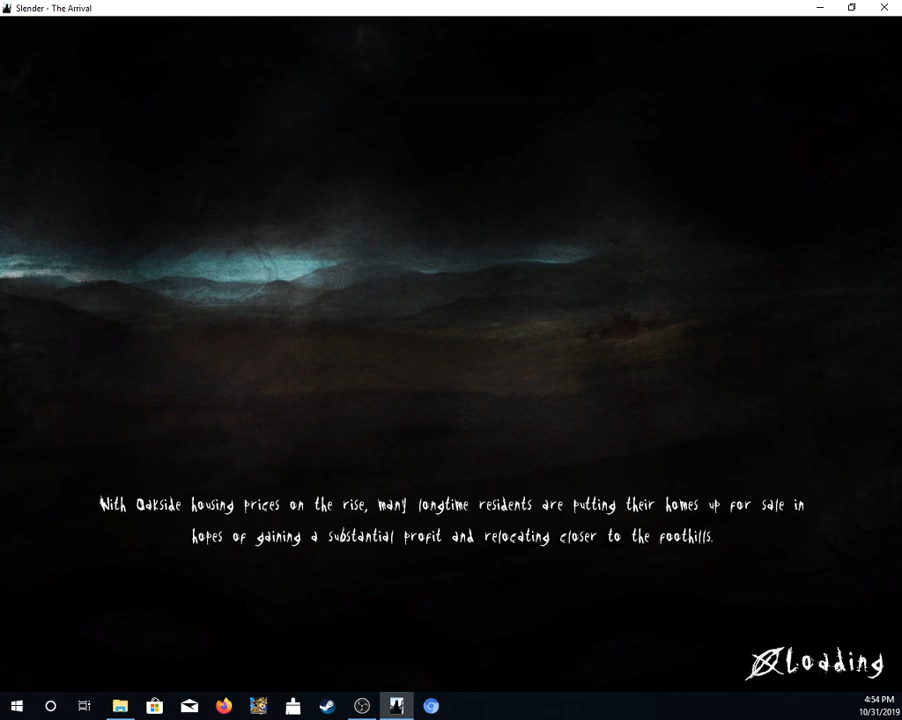 Slender - The Arrival
With Oakside housing prices on the rise, many longtime residents are putting their homes up for sale in
hopes of gaining a substantial profit and relocating closer to the foothills.
Loading
4:54 PM
10/31/2019